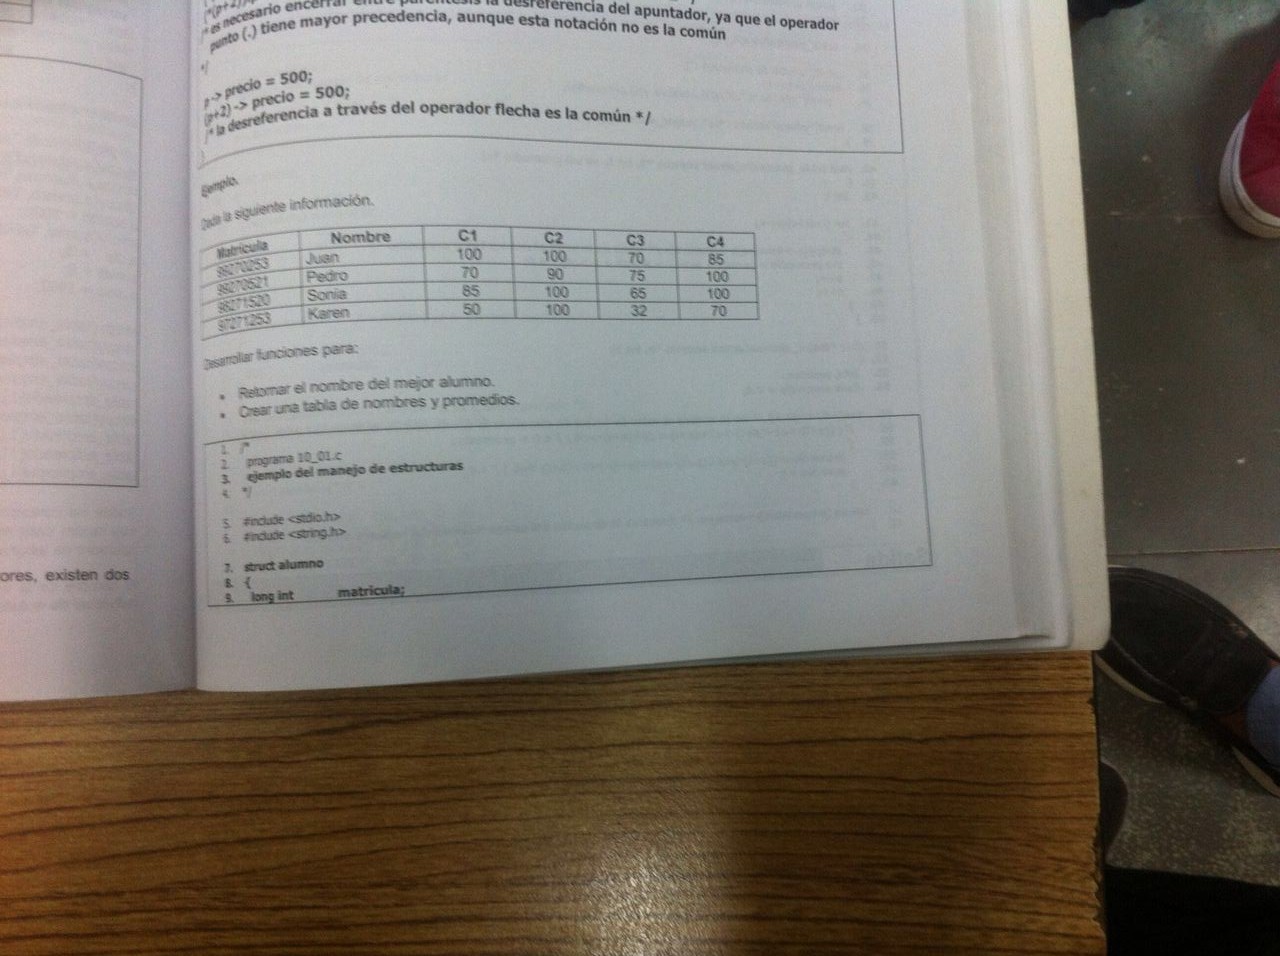 es necesario encerrar entre paréntesis la desreferencia del apuntador, ya que el operador
punto (.) tiene mayor precedencia, aunque esta notación no es la común
*/
p-> precio = 500;
(p+2) -> precio = 500;
/* la desreferencia a través del operador flecha es la común */
}
Ejemplo.
Dada la siguiente información.
Matrícula Nombre C1 C2 C3 C4
98270253 Juan 100 100 70 85
98270521 Pedro 70 90 75 100
98271520 Sonia 85 100 65 100
97271253 Karen 50 100 32 70
Desarrollar funciones para:
• Retornar el nombre del mejor alumno.
• Crear una tabla de nombres y promedios.
1. /*
2. programa 10_01.c
3. ejemplo del manejo de estructuras
4. */
5. #include <stdio.h>
6. #include <string.h>
7. struct alumno
8. {
9. long int matricula;
ores, existen dos